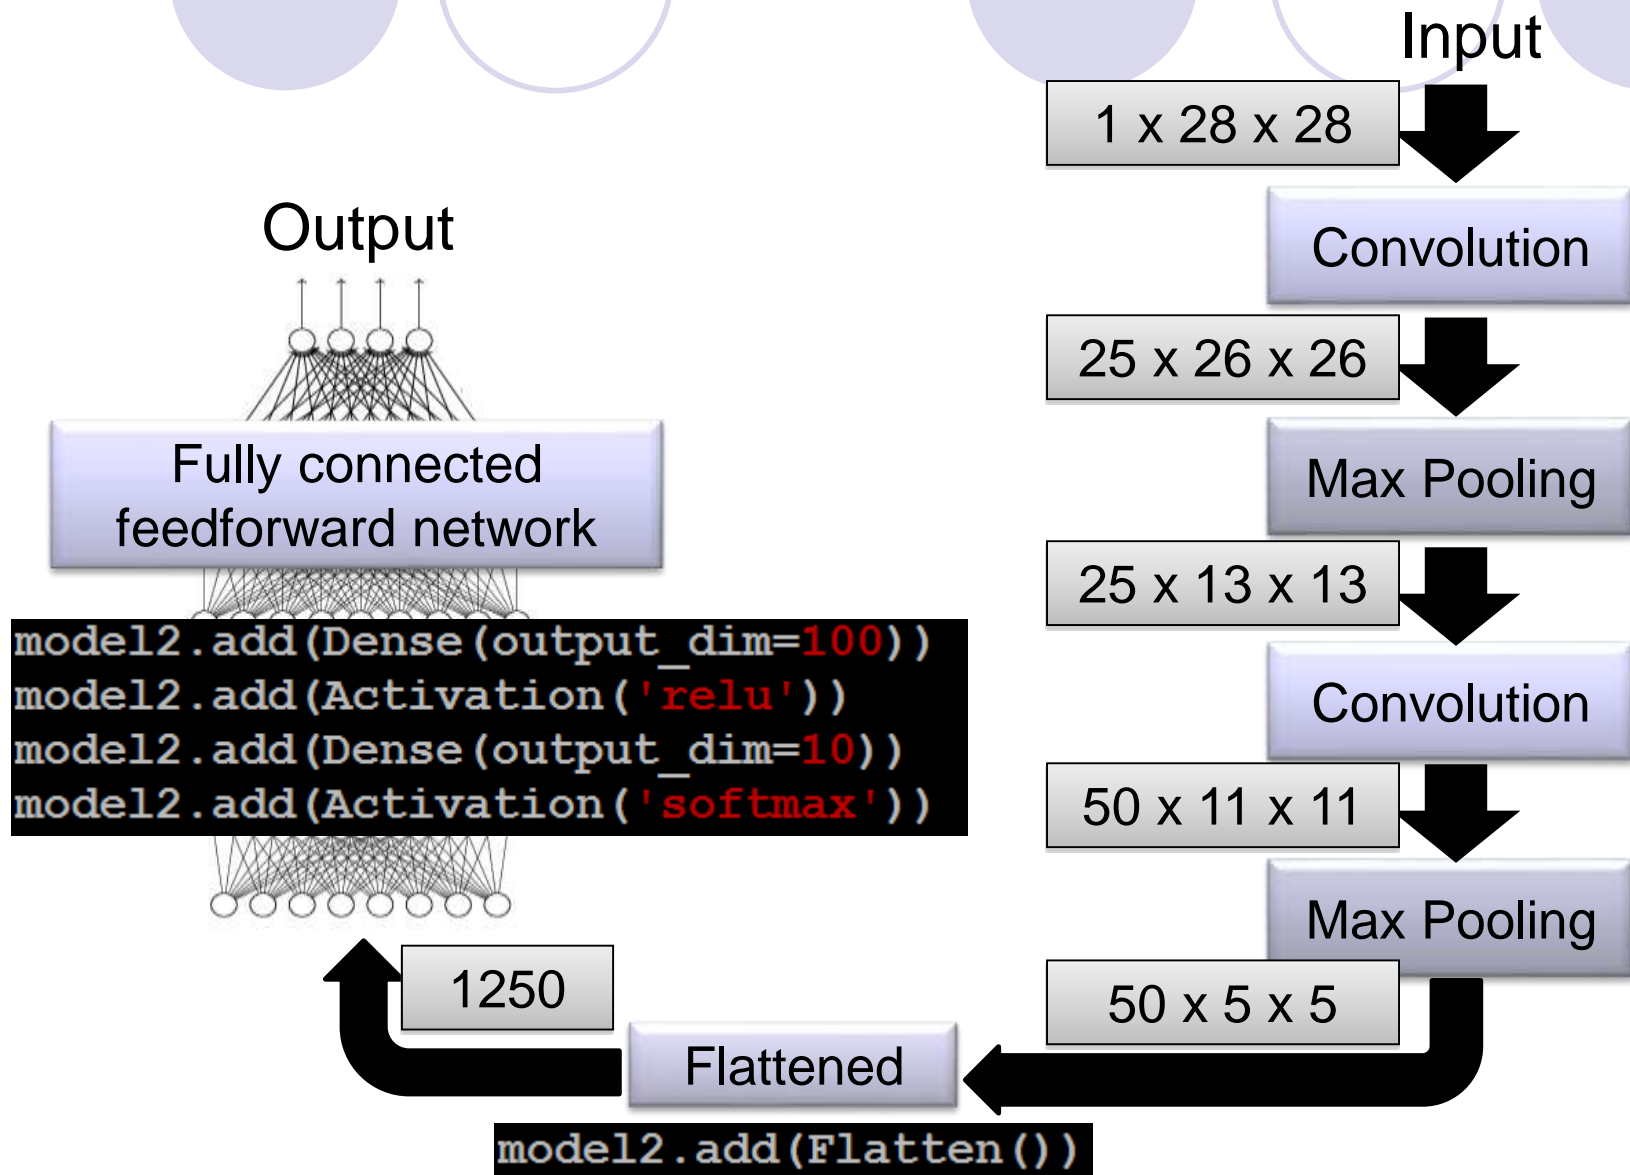 Input
1 x 28 x 28
Convolution
25 x 26 x 26
Max Pooling
25 x 13 x 13
Convolution
50 x 11 x 11
Max Pooling
50 x 5 x 5
Flattened
model2.add(Flatten())
1250
Output
Fully connected
feedforward network
model2.add(Dense(output_dim=100))
model2.add(Activation('relu'))
model2.add(Dense(output_dim=10))
model2.add(Activation('softmax'))